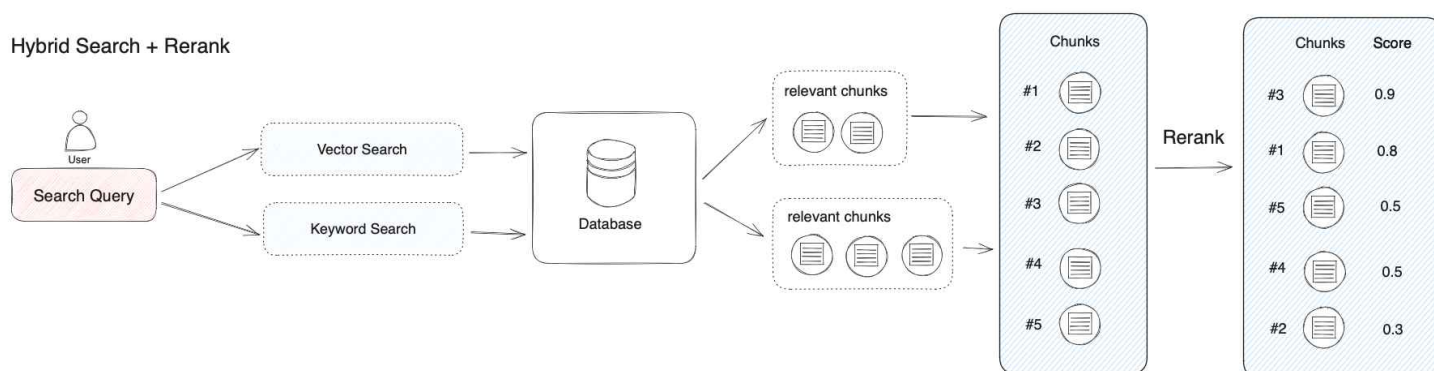 Hybrid Search + Rerank
User
Search Query
Vector Search
Keyword Search
Database
relevant chunks
relevant chunks
Chunks
#1
#2
#3
#4
#5
Rerank
Chunks Score
#3 0.9
#1 0.8
#5 0.5
#4 0.5
#2 0.3